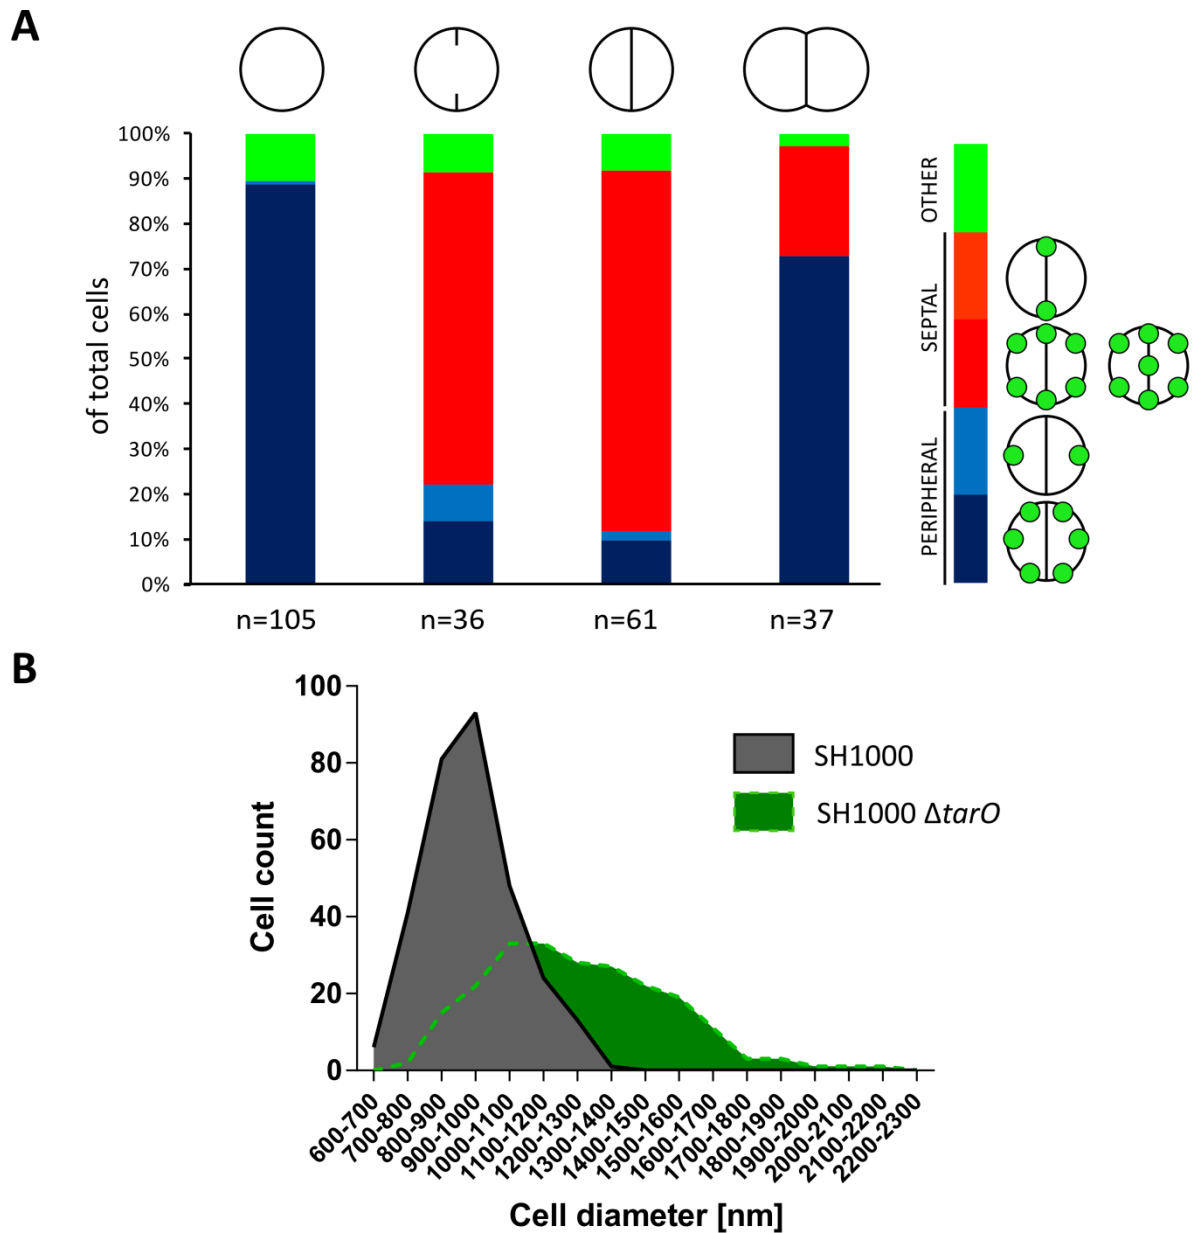 A
100%
90%
80%
70%
60%
50%
40%
30%
20%
10%
0%
of total cells
n=105
n=36
n=61
n=37
OTHER
SEPTAL
PERIPHERAL
B
100
80
60
40
20
0
Cell count
SH1000
SH1000 ΔtarO
600-700
700-800
800-900
900-1000
1000-1100
1100-1200
1200-1300
1300-1400
1400-1500
1500-1600
1600-1700
1700-1800
1800-1900
1900-2000
2000-2100
2100-2200
2200-2300
Cell diameter [nm]